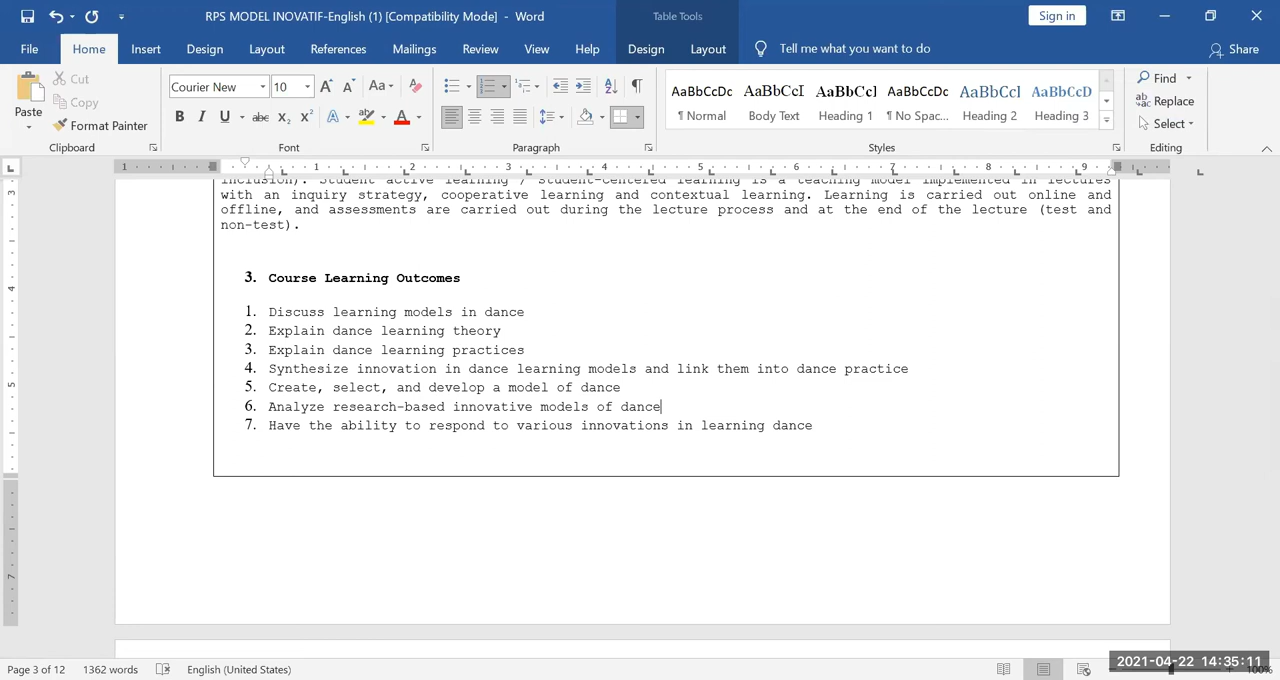 RPS MODEL INOVATIF-English (1) [Compatibility Mode] - Word
Table Tools
Sign in
File Home Insert Design Layout References Mailings Review View Help Design Layout Tell me what you want to do Share
Paste
Cut
Copy
Format Painter
Clipboard
Courier New 10
Font
Paragraph
AaBbCcDc ¶ Normal
AaBbCcI Body Text
AaBbCcl Heading 1
AaBbCcDc ¶ No Spac...
AaBbCcl Heading 2
AaBbCcD Heading 3
Styles
Find
Replace
Select
Editing
inclusion). Student active learning / Student-centered learning is a teaching model implemented in lectures
with an inquiry strategy, cooperative learning and contextual learning. Learning is carried out online and
offline, and assessments are carried out during the lecture process and at the end of the lecture (test and
non-test).
3. Course Learning Outcomes
1. Discuss learning models in dance
2. Explain dance learning theory
3. Explain dance learning practices
4. Synthesize innovation in dance learning models and link them into dance practice
5. Create, select, and develop a model of dance
6. Analyze research-based innovative models of dance
7. Have the ability to respond to various innovations in learning dance
Page 3 of 12 1362 words English (United States)
2021-04-22 14:35:11
100%